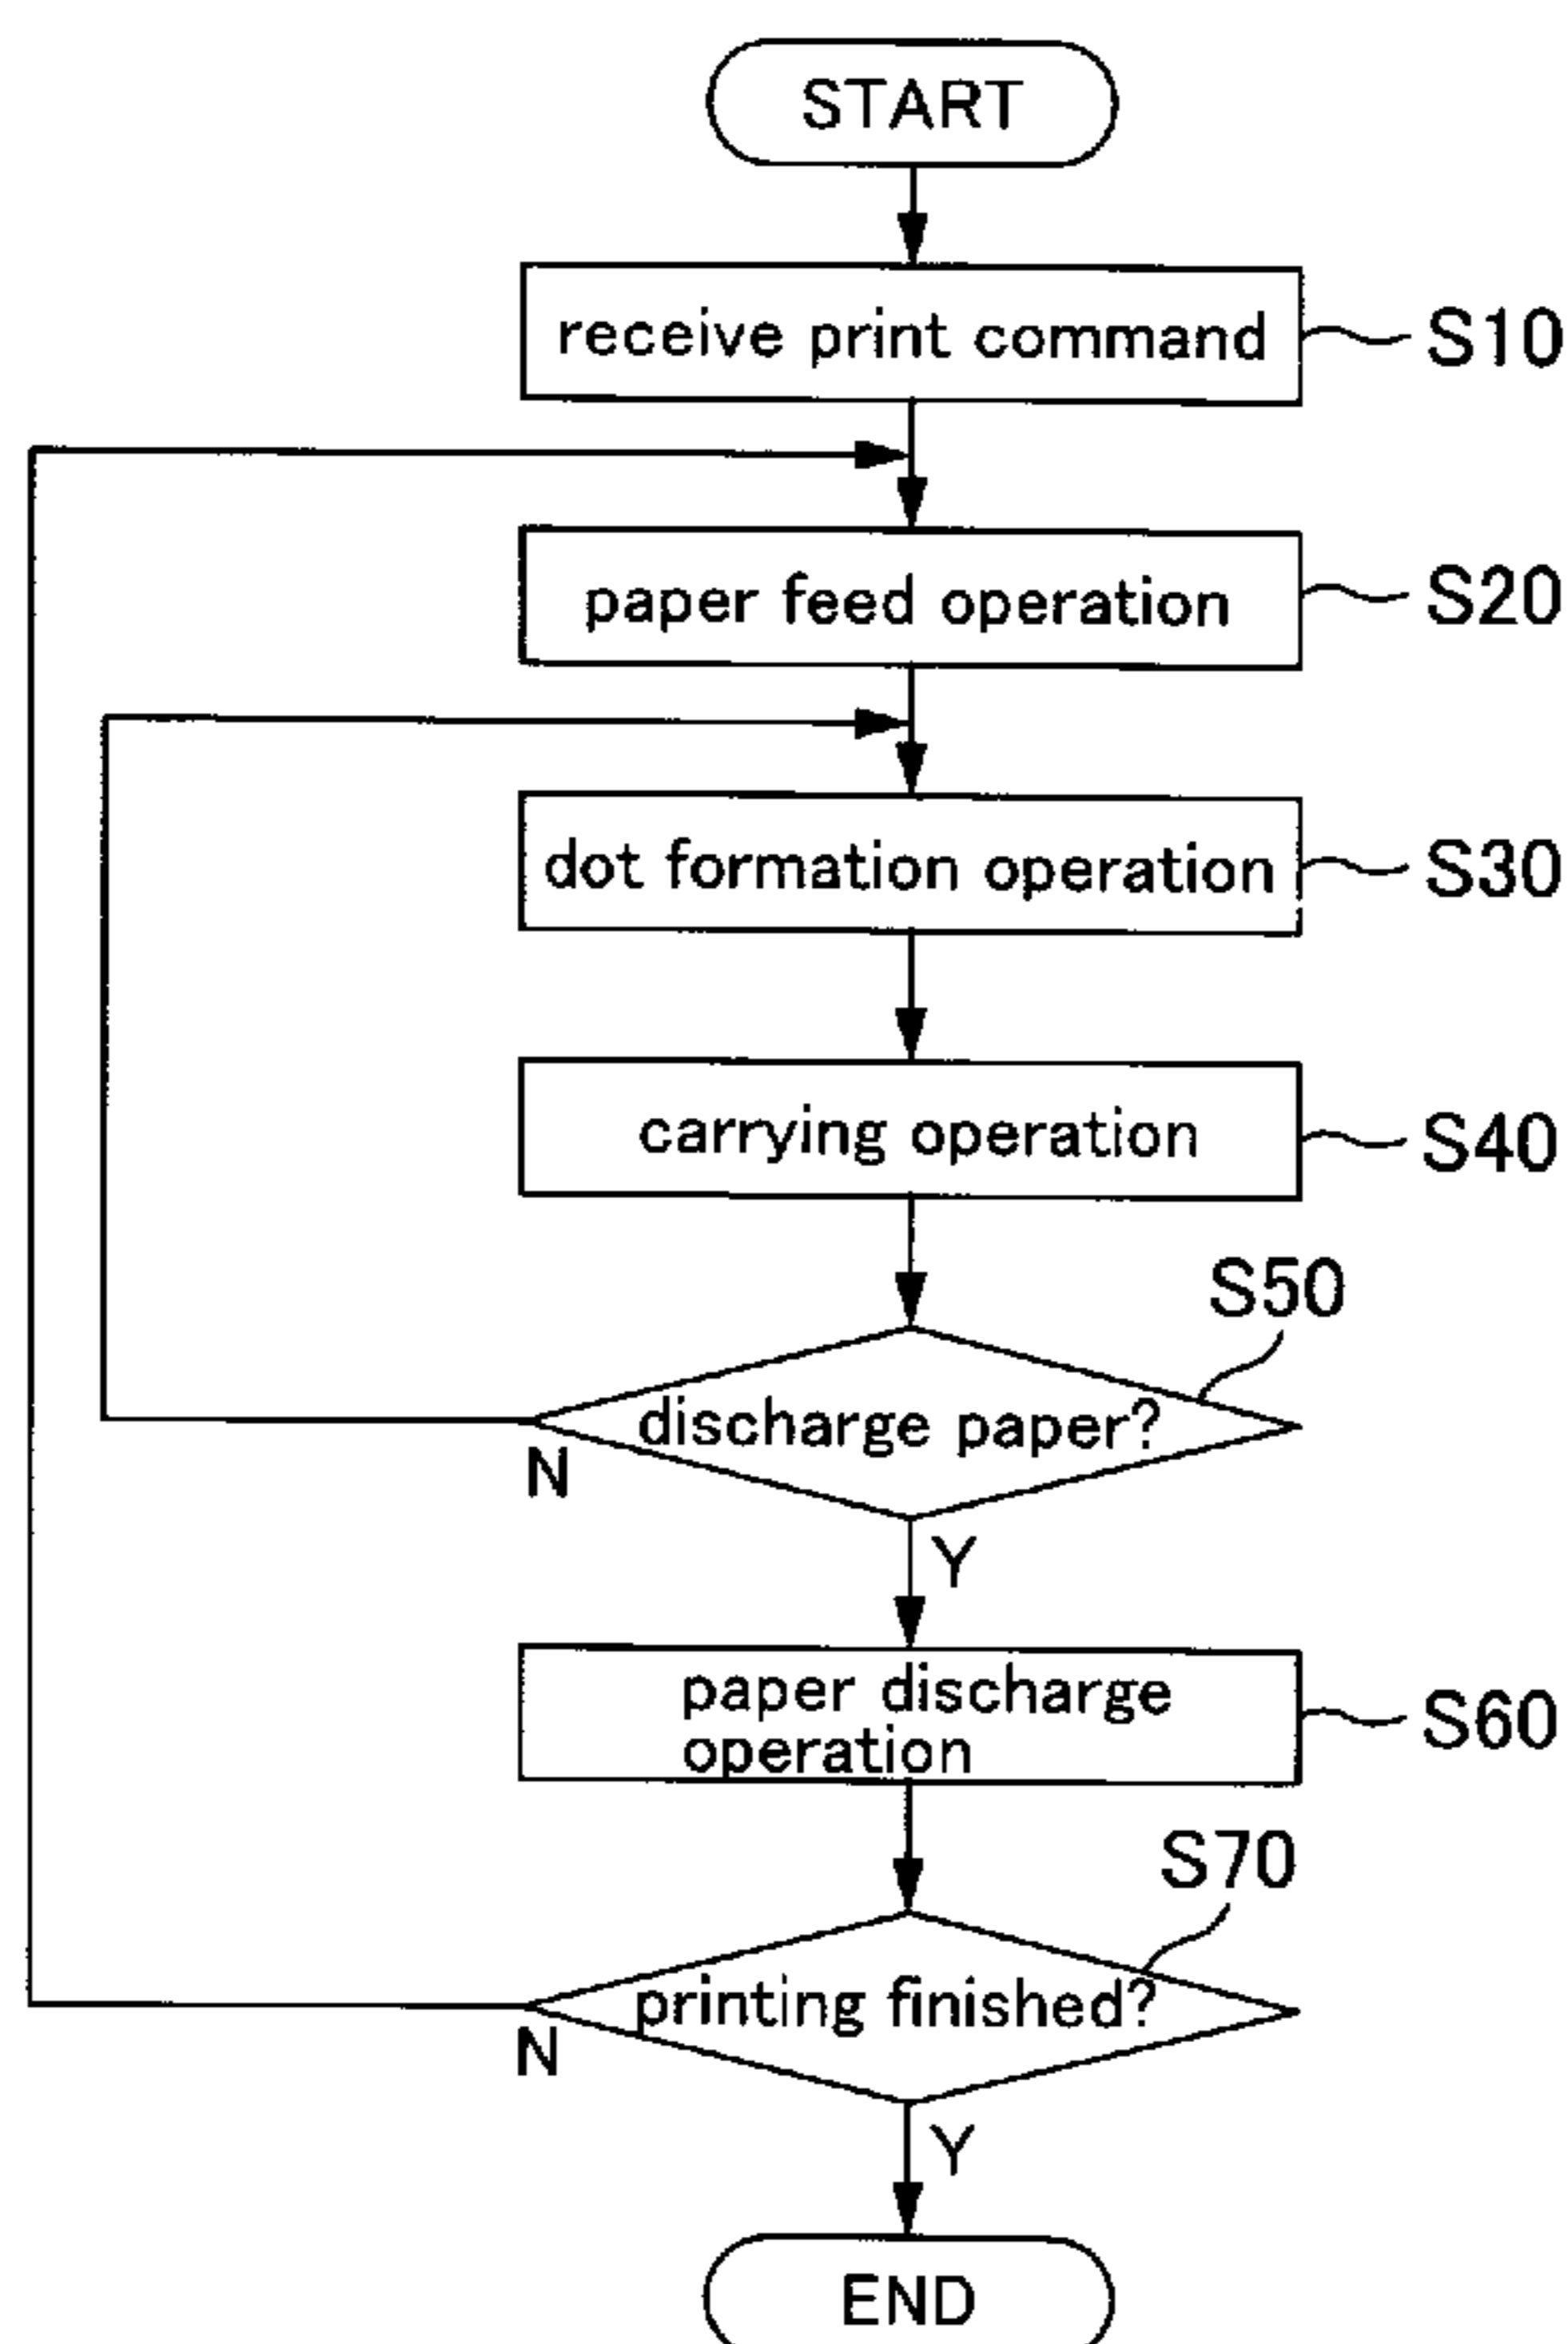 START
receive print command
S10
paper feed operation
S20
dot formation operation
S30
carrying operation
S40
S50
discharge paper?
N
Y
paper discharge
operation
S60
S70
printing finished?
N
Y
END